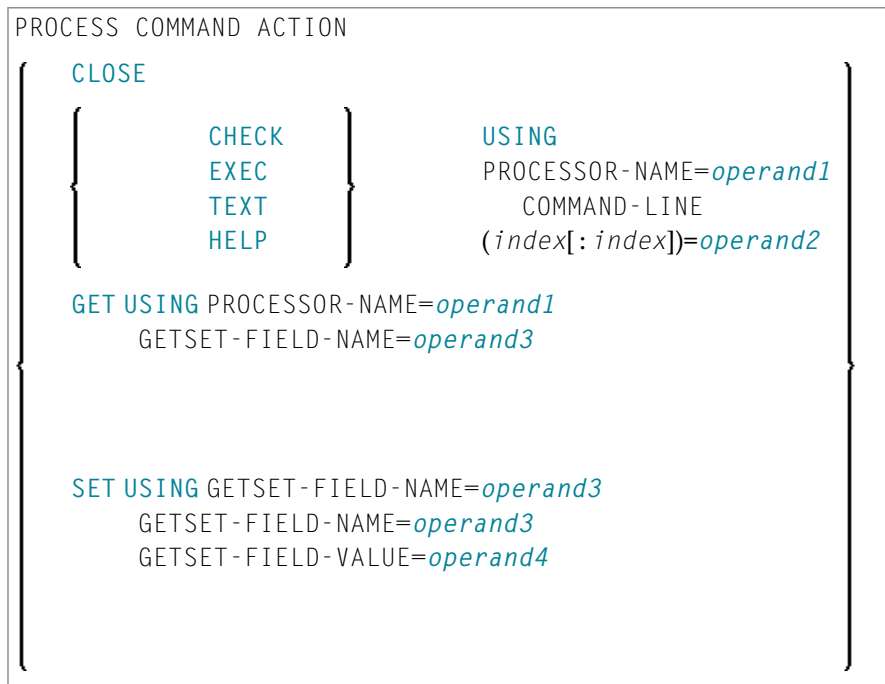 PROCESS COMMAND ACTION
CLOSE
CHECK USING
EXEC PROCESSOR-NAME=operand1
TEXT COMMAND-LINE
HELP (index[:index])=operand2
GET USING PROCESSOR-NAME=operand1
GETSET-FIELD-NAME=operand3
SET USING GETSET-FIELD-NAME=operand3
GETSET-FIELD-NAME=operand3
GETSET-FIELD-VALUE=operand4